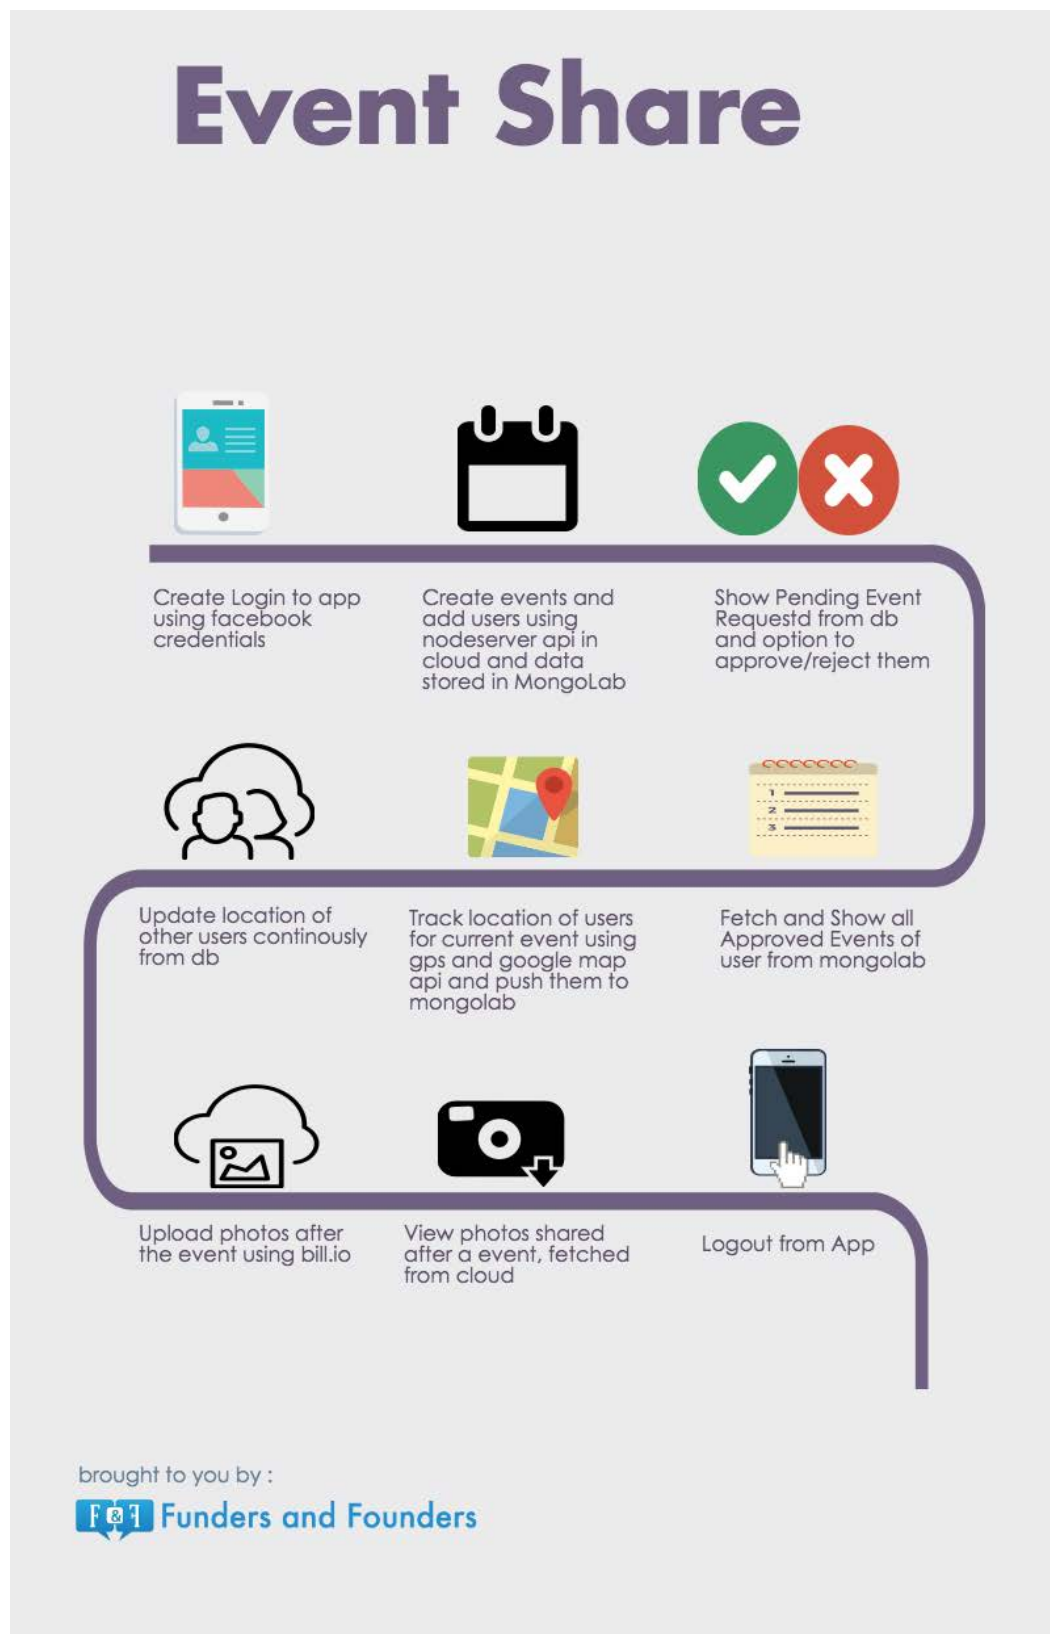 Event Share
Create Login to app
using facebook
credentials
Create events and
add users using
nodeserver api in
cloud and data
stored in MongoLab
Show Pending Event
Requestd from db
and option to
approve/reject them
1
2
3
Update location of
other users continously
from db
Track location of users
for current event using
gps and google map
api and push them to
mongolab
Fetch and Show all
Approved Events of
user from mongolab
Upload photos after
the event using bill.io
View photos shared
after a event, fetched
from cloud
Logout from App
brought to you by :
F&F Funders and Founders